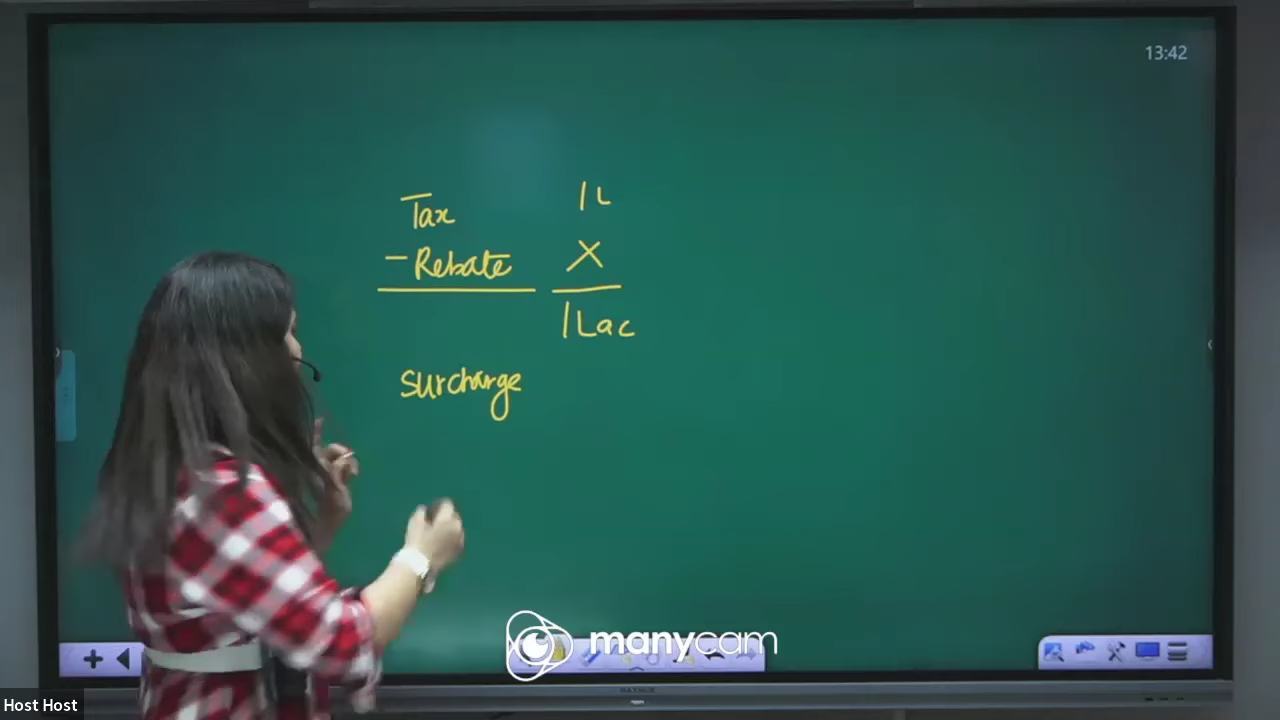 13:42
Tax 1L
- Rebate X
1Lac
surcharge
manycam
Host Host